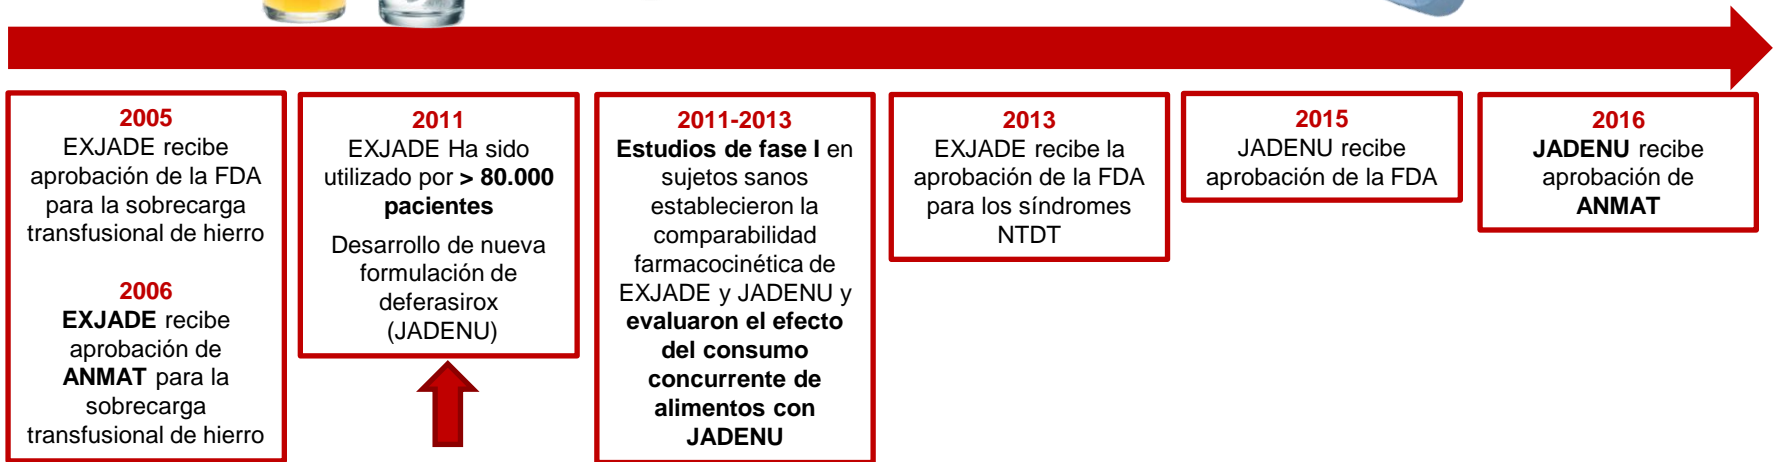 2005
EXJADE recibe
aprobación de la FDA
para la sobrecarga
transfusional de hierro
2006
EXJADE recibe
aprobación de
ANMAT para la
sobrecarga
transfusional de hierro
2011
EXJADE Ha sido
utilizado por > 80.000
pacientes
Desarrollo de nueva
formulación de
deferasirox
(JADENU)
2011-2013
Estudios de fase I en
sujetos sanos
establecieron la
comparabilidad
farmacocinética de
EXJADE y JADENU y
evaluaron el efecto
del consumo
concurrente de
alimentos con
JADENU
2013
EXJADE recibe la
aprobación de la FDA
para los síndromes
NTDT
2015
JADENU recibe
aprobación de la FDA
2016
JADENU recibe
aprobación de
ANMAT